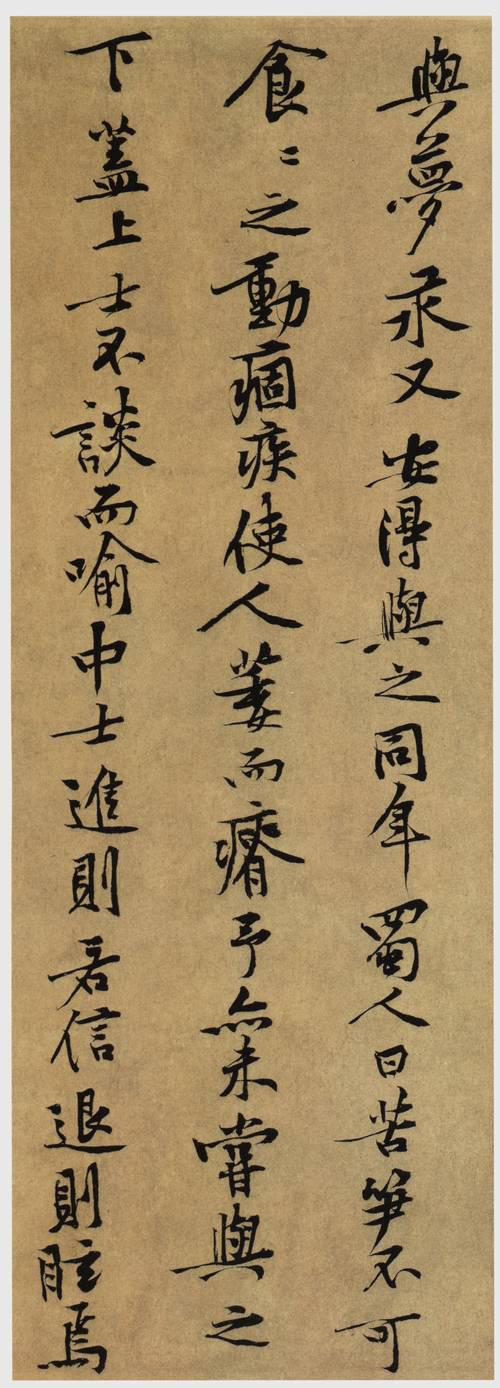 與夢汞又安得與之同年蜀人曰苦笋不可
食〻之動痼疾使人萎而瘠予亦未嘗與之
下蓋上士不談而喻中士進則若信退則眩焉